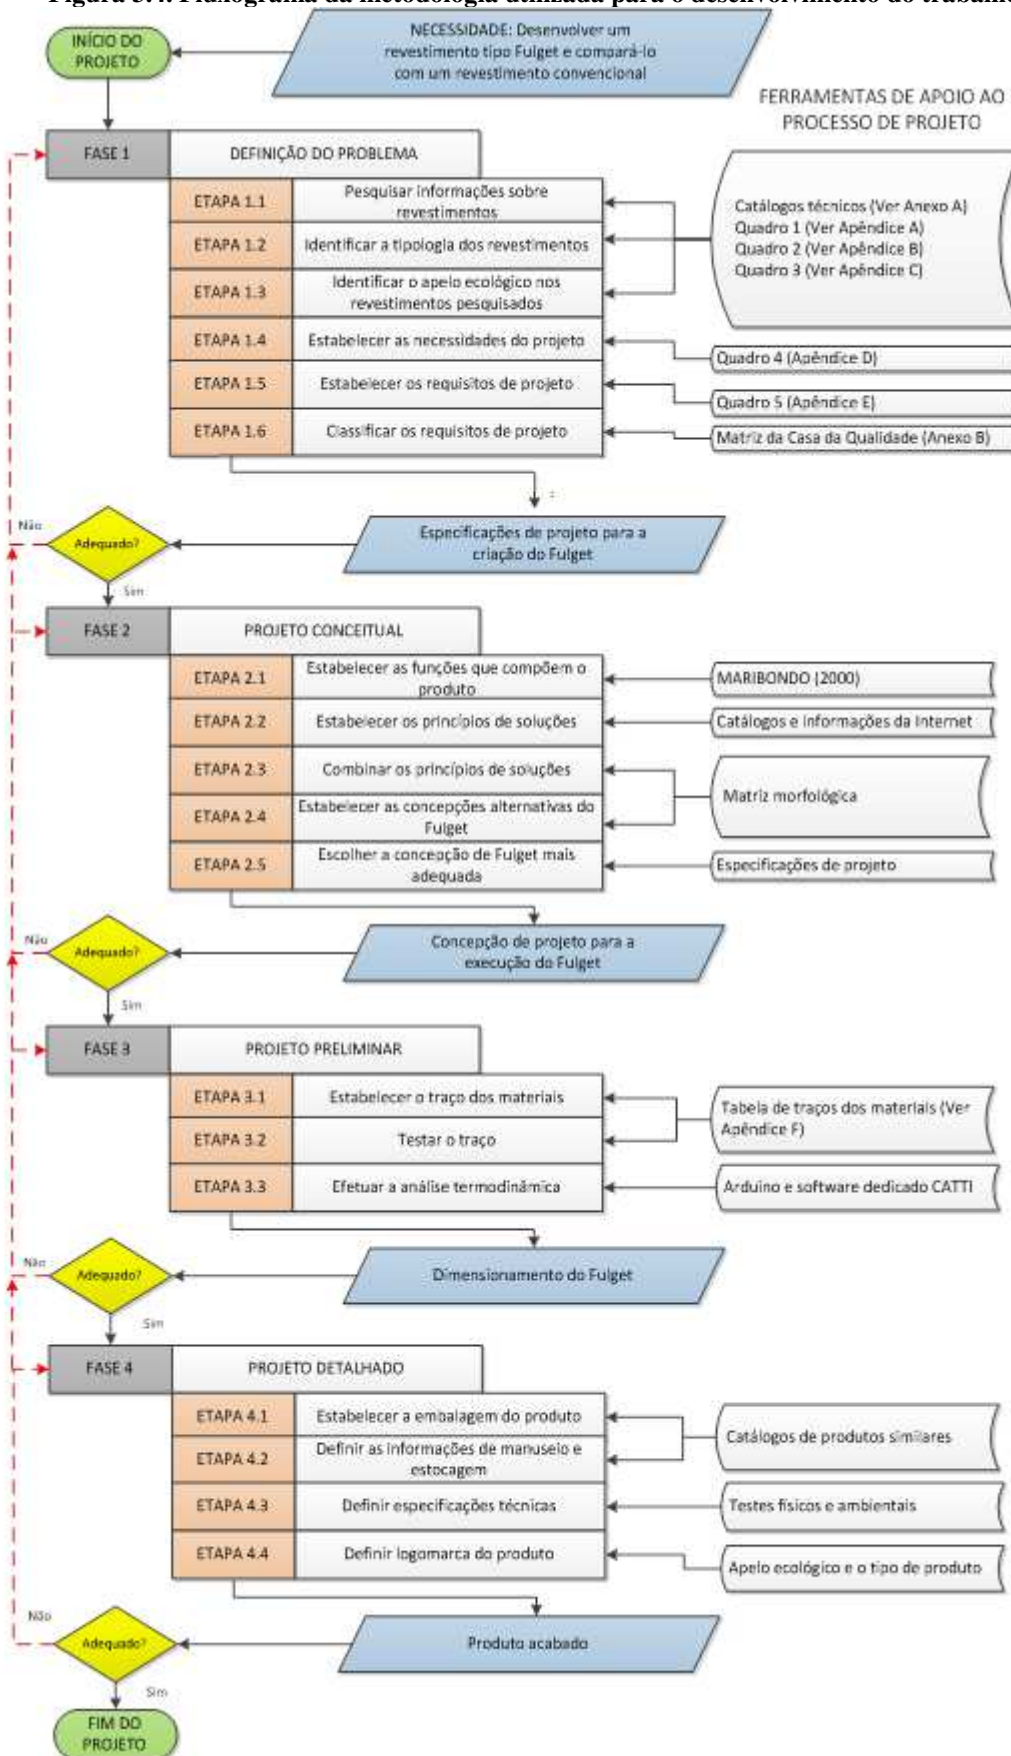 Figura 3.4. Fluxograma da metodologia utilizada para o desenvolvimento do trabalho
INÍCIO DO
PROJETO
NECESSIDADE: Desenvolver um
revestimento tipo Fulget e compará-lo
com um revestimento convencional
FERRAMENTAS DE APOIO AO
PROCESSO DE PROJETO
FASE 1
DEFINIÇÃO DO PROBLEMA
ETAPA 1.1
Pesquisar informações sobre
revestimentos
ETAPA 1.2
Identificar a tipologia dos revestimentos
ETAPA 1.3
Identificar o apelo ecológico nos
revestimentos pesquisados
Catálogos técnicos (Ver Anexo A)
Quadro 1 (Ver Apêndice A)
Quadro 2 (Ver Apêndice B)
Quadro 3 (Ver Apêndice C)
ETAPA 1.4
Estabelecer as necessidades do projeto
Quadro 4 (Apêndice D)
ETAPA 1.5
Estabelecer os requisitos de projeto
Quadro 5 (Apêndice E)
ETAPA 1.6
Classificar os requisitos de projeto
Matriz da Casa da Qualidade (Anexo B)
:
Não
Adequado?
Especificações de projeto para a
criação do Fulget
Sim
FASE 2
PROJETO CONCEITUAL
ETAPA 2.1
Estabelecer as funções que compõem o
produto
MARIBONDO (2000)
ETAPA 2.2
Estabelecer os princípios de soluções
Catálogos e informações da Internet
ETAPA 2.3
Combinar os princípios de soluções
Matriz morfológica
ETAPA 2.4
Estabelecer as concepções alternativas do
Fulget
ETAPA 2.5
Escolher a concepção de Fulget mais
adequada
Especificações de projeto
Não
Adequado?
Concepção de projeto para a
execução do Fulget
Sim
FASE 3
PROJETO PRELIMINAR
ETAPA 3.1
Estabelecer o traço dos materiais
Tabela de traços dos materiais (Ver
Apêndice F)
ETAPA 3.2
Testar o traço
ETAPA 3.3
Efetuar a análise termodinâmica
Arduino e software dedicado CATTI
Não
Adequado?
Dimensionamento do Fulget
Sim
FASE 4
PROJETO DETALHADO
ETAPA 4.1
Estabelecer a embalagem do produto
Catálogos de produtos similares
ETAPA 4.2
Definir as informações de manuseio e
estocagem
ETAPA 4.3
Definir especificações técnicas
Testes físicos e ambientais
ETAPA 4.4
Definir logomarca do produto
Apelo ecológico e o tipo de produto
Não
Adequado?
Produto acabado
Sim
FIM DO
PROJETO